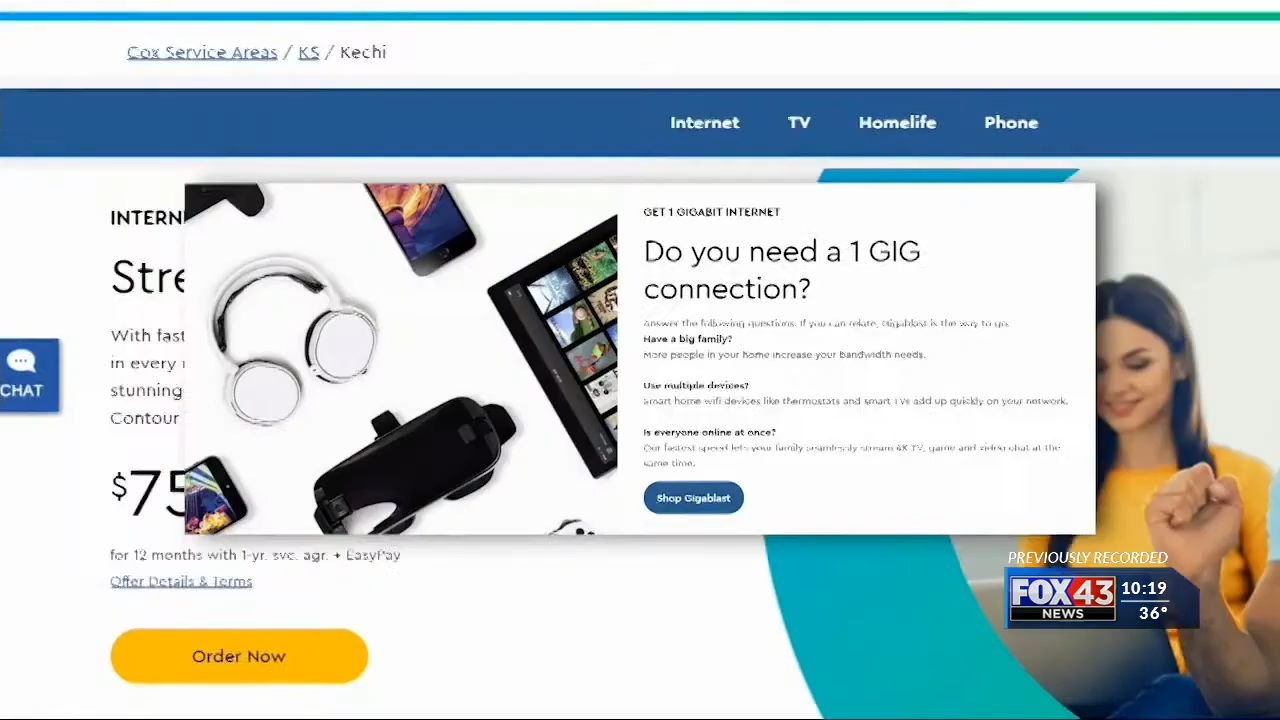 Cox Service Areas / KS / Kechi
Internet TV Homelife Phone
INTERN
Stre
With fast
in every
stunning
Contour
$75
for 12 months with 1-yr. svc. agr. + EasyPay
Offer Details & Terms
Order Now
CHAT
GET 1 GIGABIT INTERNET
Do you need a 1 GIG
connection?
Answer the following questions. If you can relate, Gigablast is the way to go.
Have a big family?
More people in your home increase your bandwidth needs.
Use multiple devices?
Smart home wifi devices like thermostats and smart TVs add up quickly on your network.
Is everyone online at once?
Our fastest speed lets your family seamlessly stream 4K TV, game and video chat at the
same time.
Shop Gigablast
PREVIOUSLY RECORDED
FOX 43
NEWS
10:19
36°